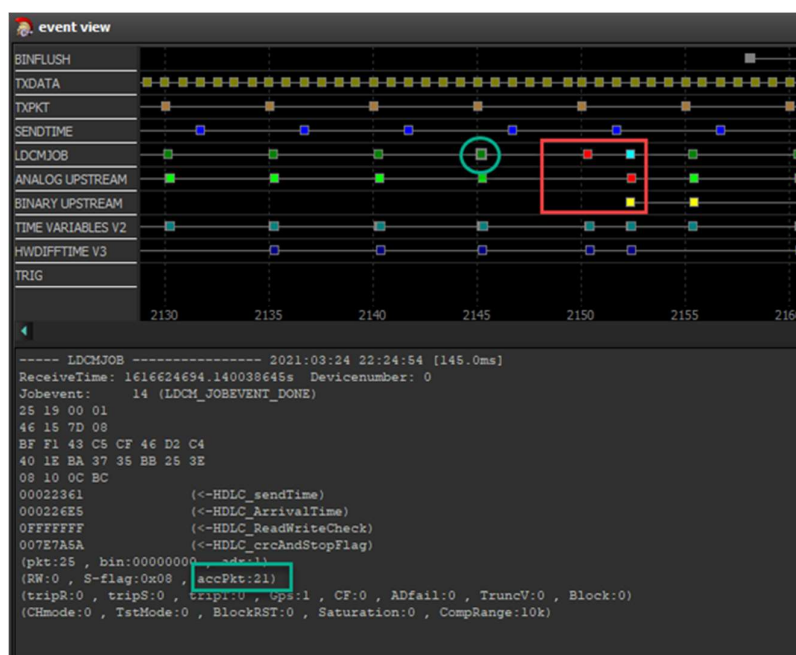 event view
BINFLUSH
TXDATA
TXPKT
SENDTIME
LDCMJOB
ANALOG UPSTREAM
BINARY UPSTREAM
TIME VARIABLES V2
HWDIFFTIME V3
TRIG
2130 2135 2140 2145 2150 2155 216
----- LDCMJOB ---------------- 2021:03:24 22:24:54 [145.0ms]
ReceiveTime: 1616624694.140038645s Devicenumber: 0
Jobevent: 14 (LDCM_JOBEVENT_DONE)
25 19 00 01
46 15 7D 08
BF F1 43 C5 CF 46 D2 C4
40 1E BA 37 35 BB 25 3E
08 10 0C BC
00022361 (<-HDLC_sendTime)
000226E5 (<-HDLC_ArrivalTime)
0FFFFFFF (<-HDLC_ReadWriteCheck)
007E7A5A (<-HDLC_crcAndStopFlag)
(pkt:25 , bin:00000000 , adr:1)
(RW:0 , S-flag:0x08 , accPkt:21)
(tripR:0 , tripS:0 , tripT:0 , Gps:1 , CF:0 , ADfail:0 , TruncV:0 , Block:0)
(CHmode:0 , TstMode:0 , BlockRST:0 , Saturation:0 , CompRange:10k)